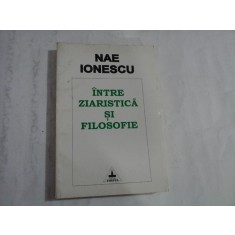 NAE
IONESCU
ÎNTRE
ZIARISTICĂ
ȘI
FILOSOFIE